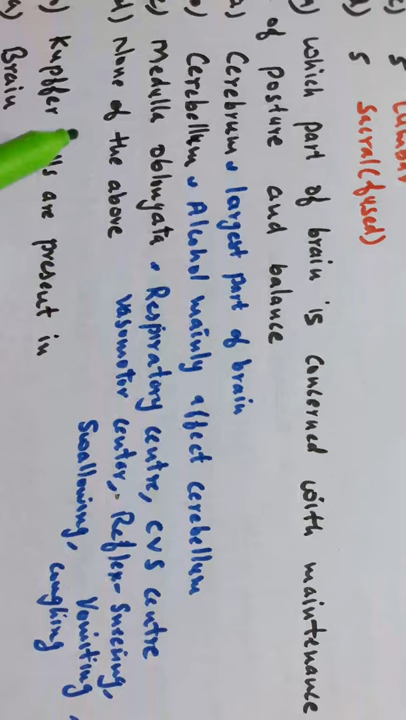 c) 5 Lumbar
d) 5 Sacral (fused)
which part of brain is concerned with maintenance
of posture and balance
a) Cerebrum • largest part of brain
b) Cerebellum • Alcohol mainly affect cerebellum
c) Medulla oblongata • Respiratory centre, CVS centre
d) None of the above Vasomotor center, Reflex- Sneezing,
Swallowing, Vomiting,
coughing
Kupffer are present in
a) Brain